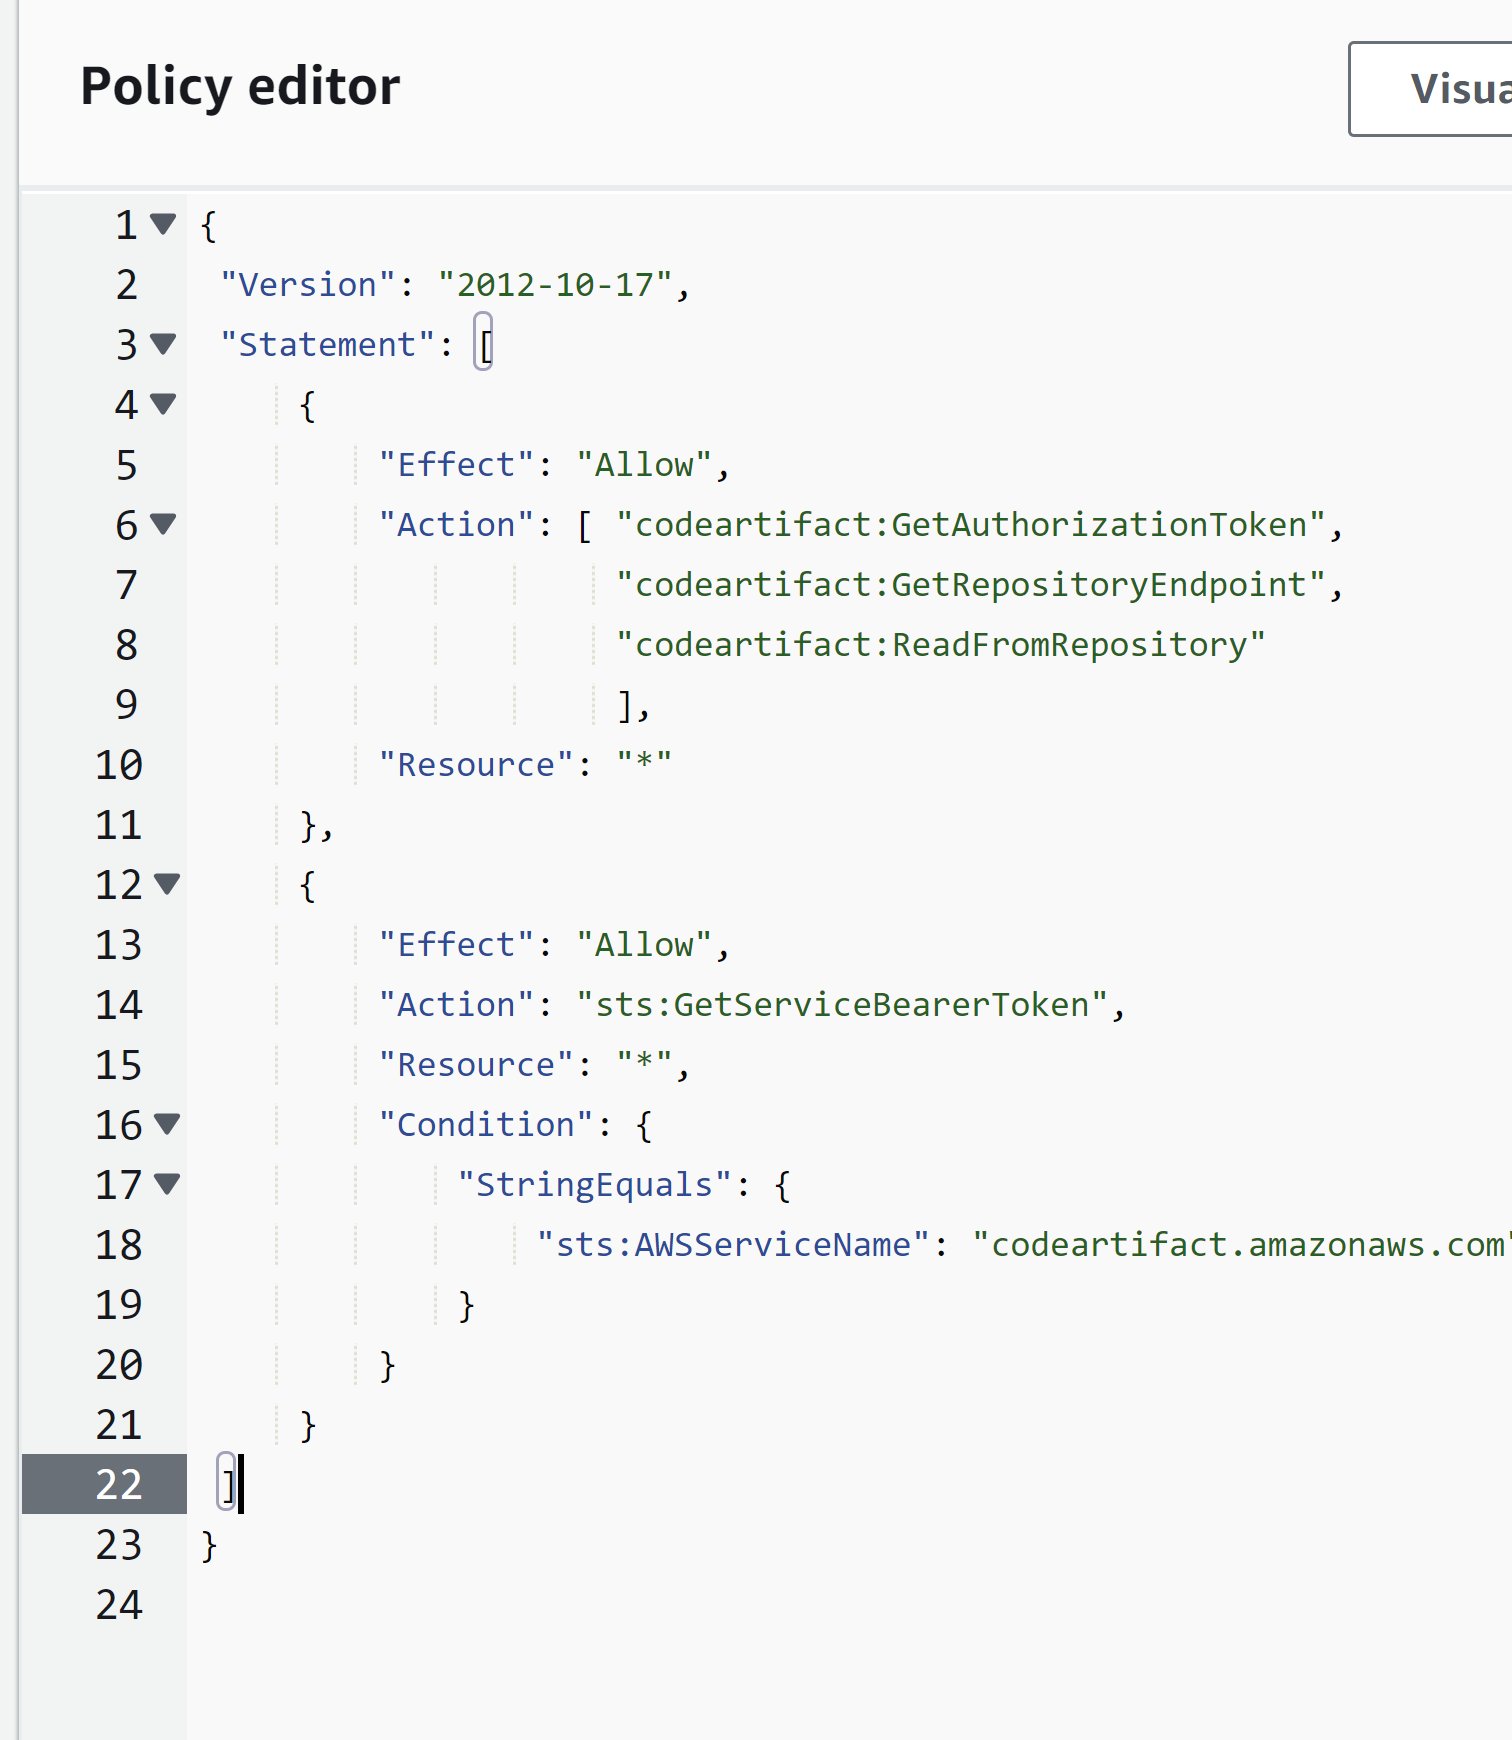 Policy editor
Visua
1 {
2 "Version": "2012-10-17",
3 "Statement": [
4 {
5 "Effect": "Allow",
6 "Action": [ "codeartifact:GetAuthorizationToken",
7 "codeartifact:GetRepositoryEndpoint",
8 "codeartifact:ReadFromRepository"
9 ],
10 "Resource": "*"
11 },
12 {
13 "Effect": "Allow",
14 "Action": "sts:GetServiceBearerToken",
15 "Resource": "*",
16 "Condition": {
17 "StringEquals": {
18 "sts:AWSServiceName": "codeartifact.amazonaws.com"
19 }
20 }
21 }
22 ]
23 }
24